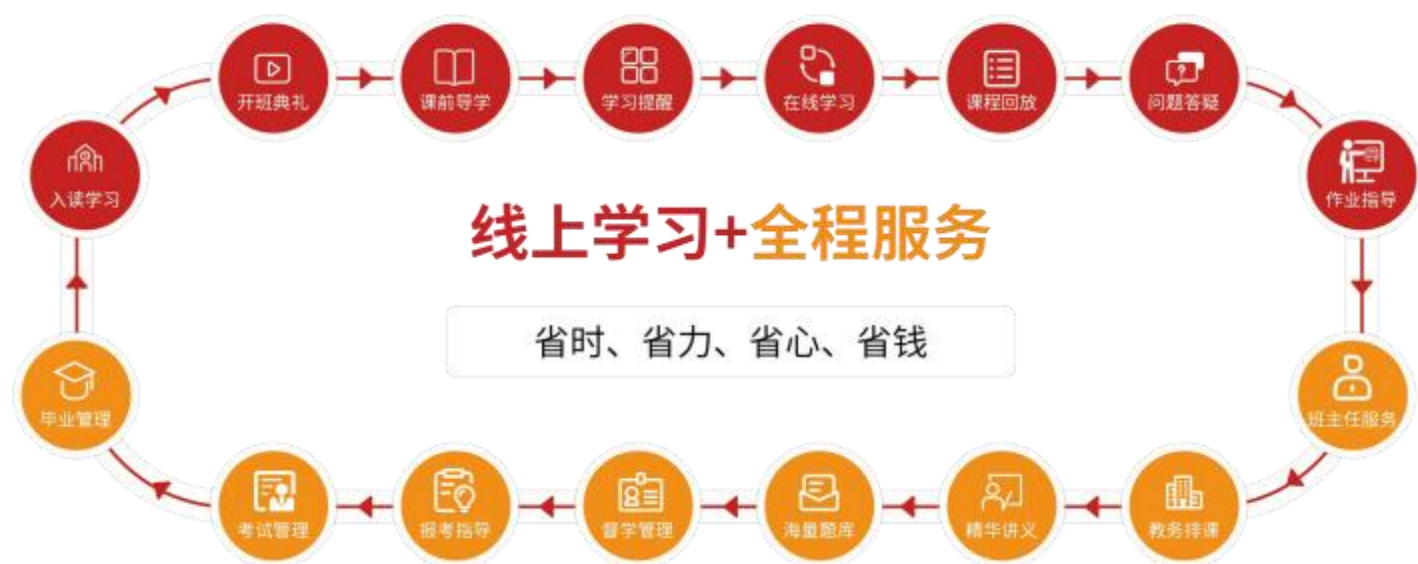 开班典礼
课前导学
学习提醒
在线学习
课程回放
问题答疑
入读学习
作业指导
线上学习+全程服务
省时、省力、省心、省钱
毕业管理
班主任服务
考试管理
报考指导
督学管理
海量题库
精华讲义
教务排课